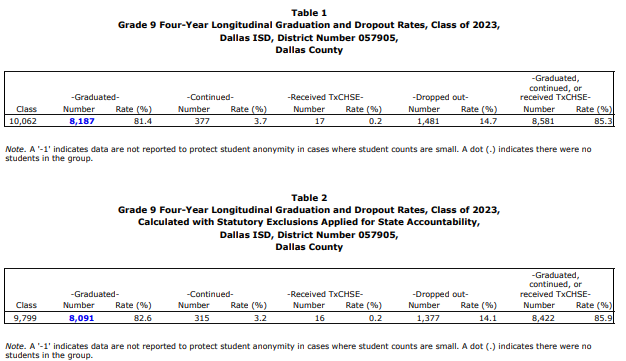 Table 1
Grade 9 Four-Year Longitudinal Graduation and Dropout Rates, Class of 2023,
Dallas ISD, District Number 057905,
Dallas County
-Graduated,
continued, or
-Graduated- -Continued- -Received TxCHSE- -Dropped out- received TxCHSE-
Class Number Rate (%) Number Rate (%) Number Rate (%) Number Rate (%) Number Rate (%)
10,062 8,187 81.4 377 3.7 17 0.2 1,481 14.7 8,581 85.3
Note. A '-1' indicates data are not reported to protect student anonymity in cases where student counts are small. A dot (.) indicates there were no
students in the group.
Table 2
Grade 9 Four-Year Longitudinal Graduation and Dropout Rates, Class of 2023,
Calculated with Statutory Exclusions Applied for State Accountability,
Dallas ISD, District Number 057905,
Dallas County
-Graduated,
continued, or
-Graduated- -Continued- -Received TxCHSE- -Dropped out- received TxCHSE-
Class Number Rate (%) Number Rate (%) Number Rate (%) Number Rate (%) Number Rate (%)
9,799 8,091 82.6 315 3.2 16 0.2 1,377 14.1 8,422 85.9
Note. A '-1' indicates data are not reported to protect student anonymity in cases where student counts are small. A dot (.) indicates there were no
students in the group.